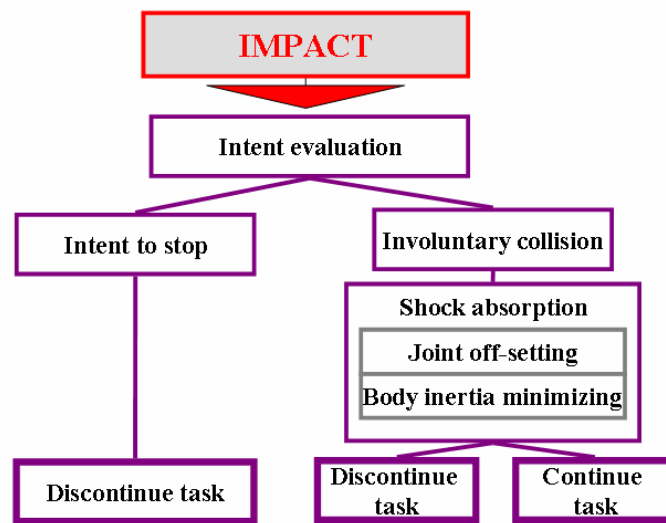 IMPACT
Intent evaluation
Intent to stop
Involuntary collision
Shock absorption
Joint off-setting
Body inertia minimizing
Discontinue task
Discontinue
task
Continue
task